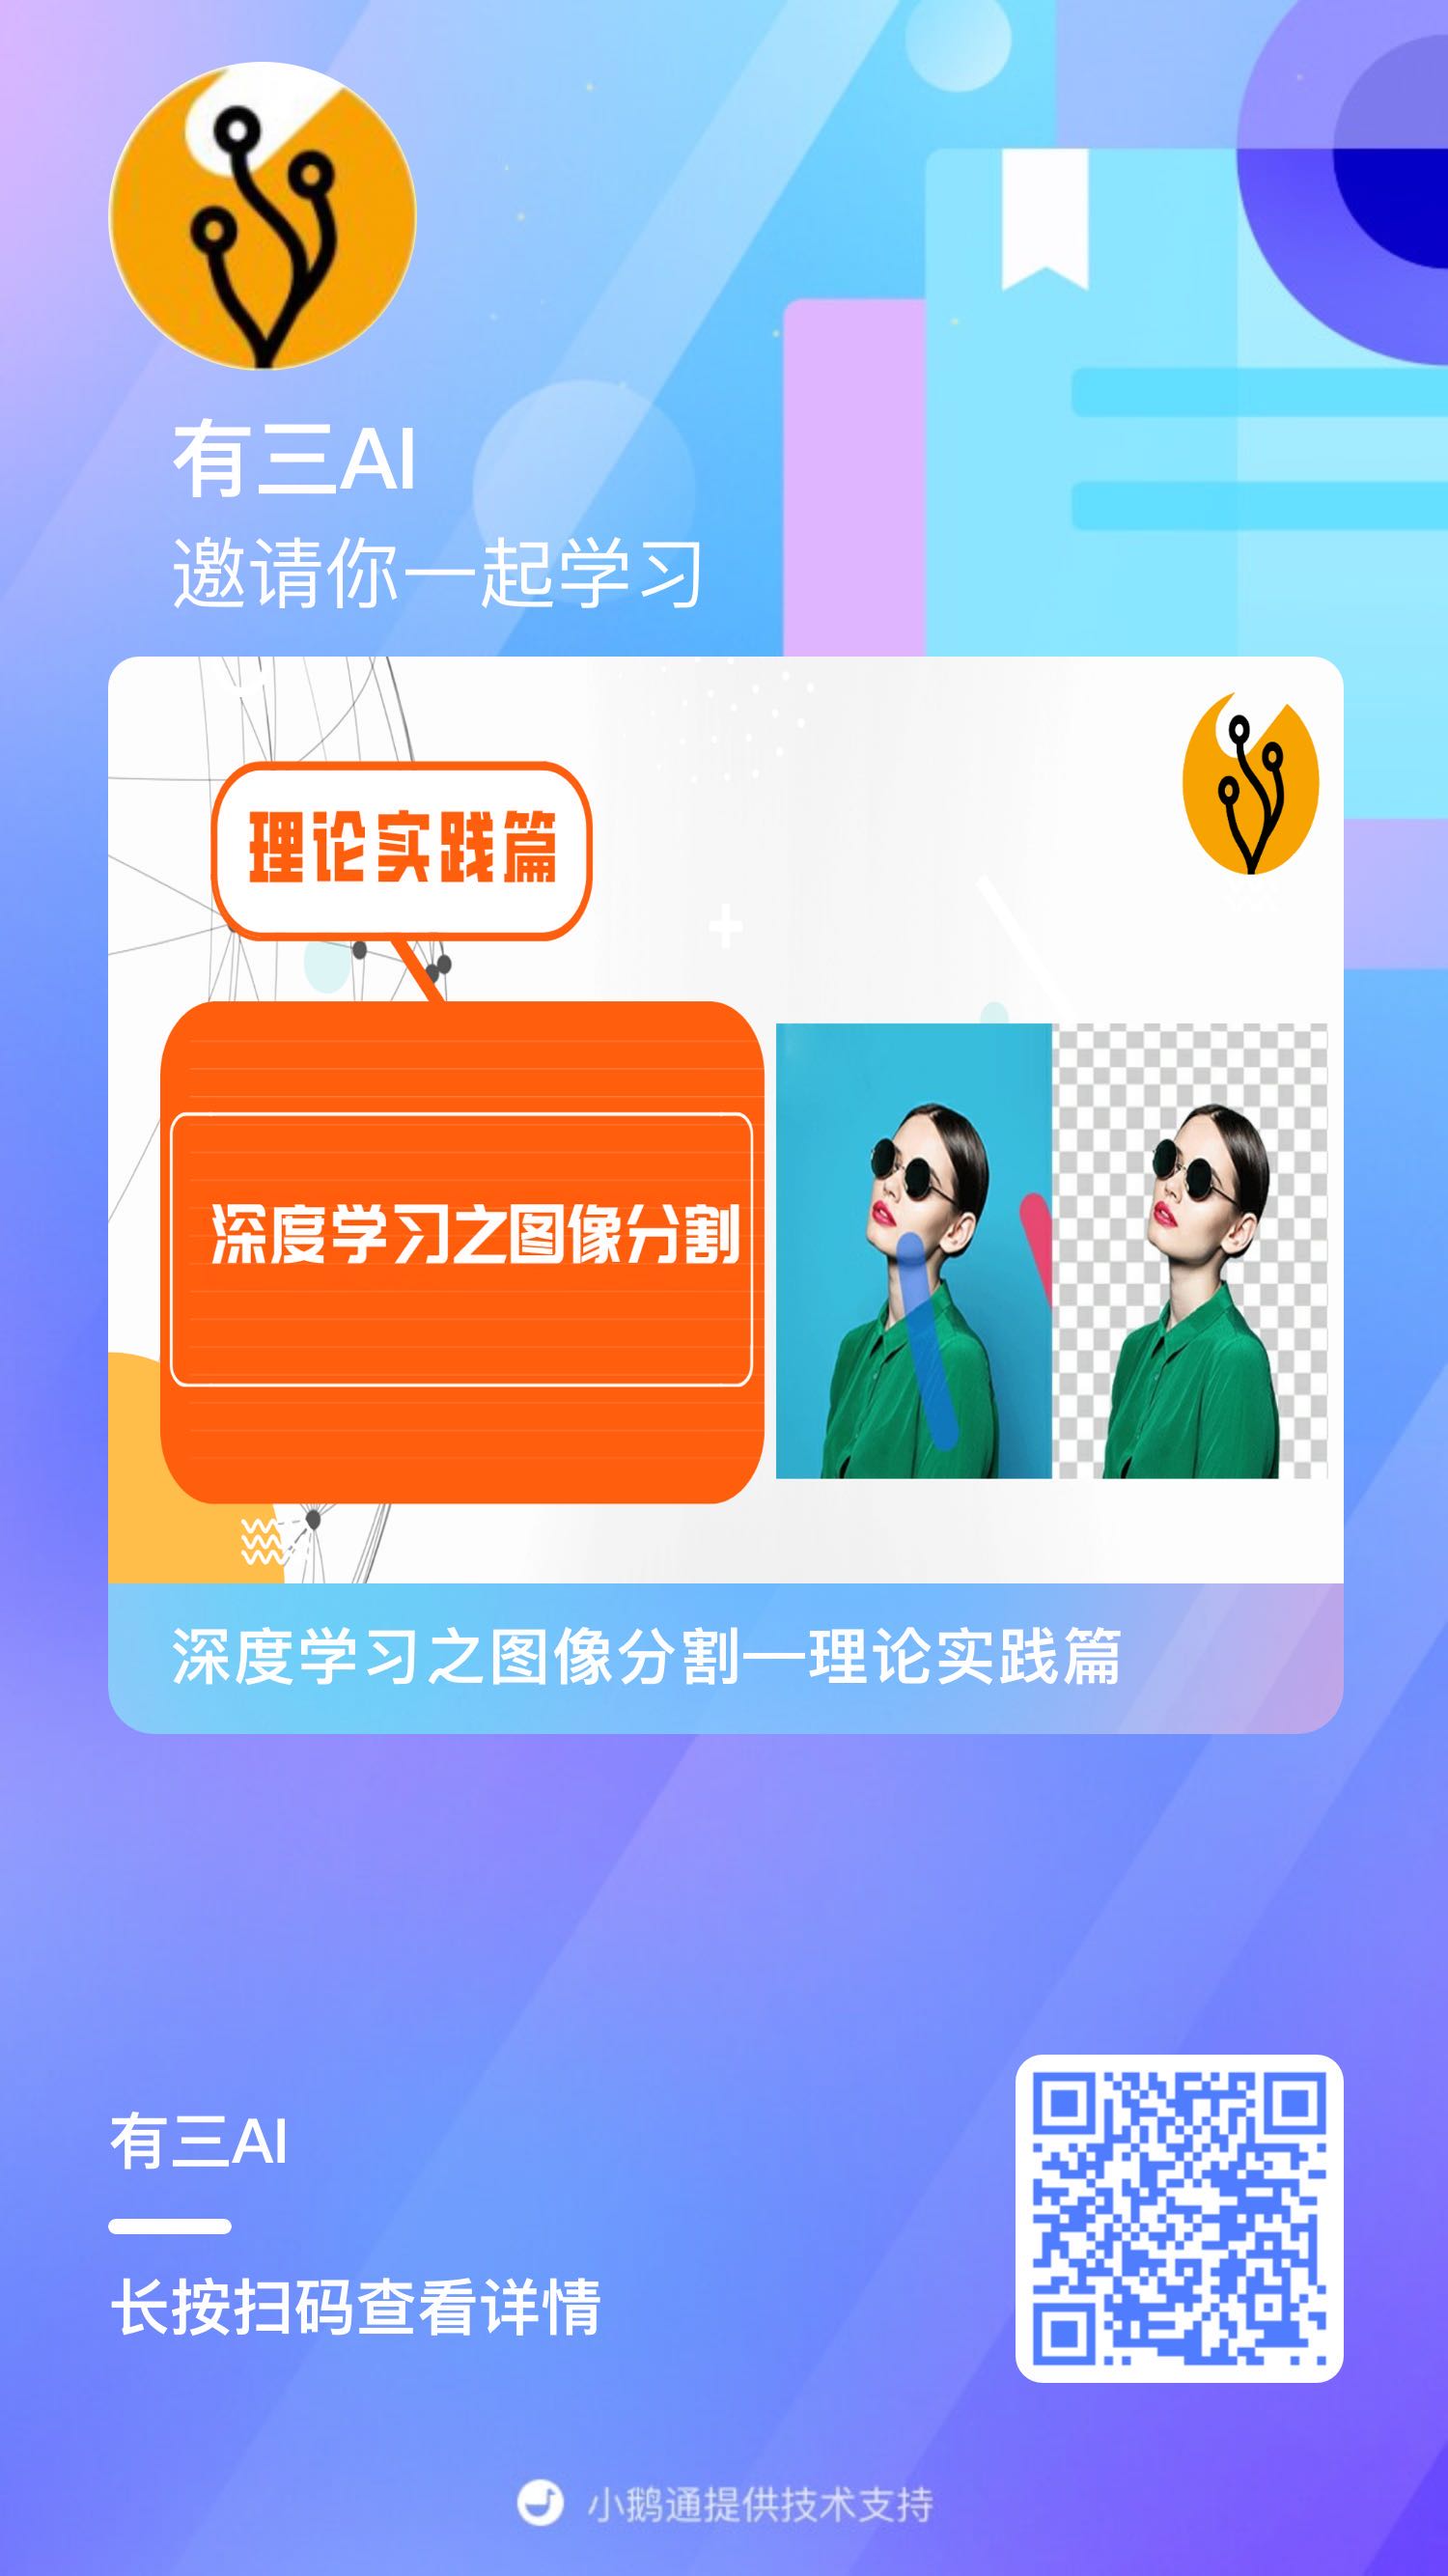 有三AI
邀请你一起学习
理论实践篇
深度学习之图像分割
深度学习之图像分割—理论实践篇
有三AI
长按扫码查看详情
小鹅通提供技术支持